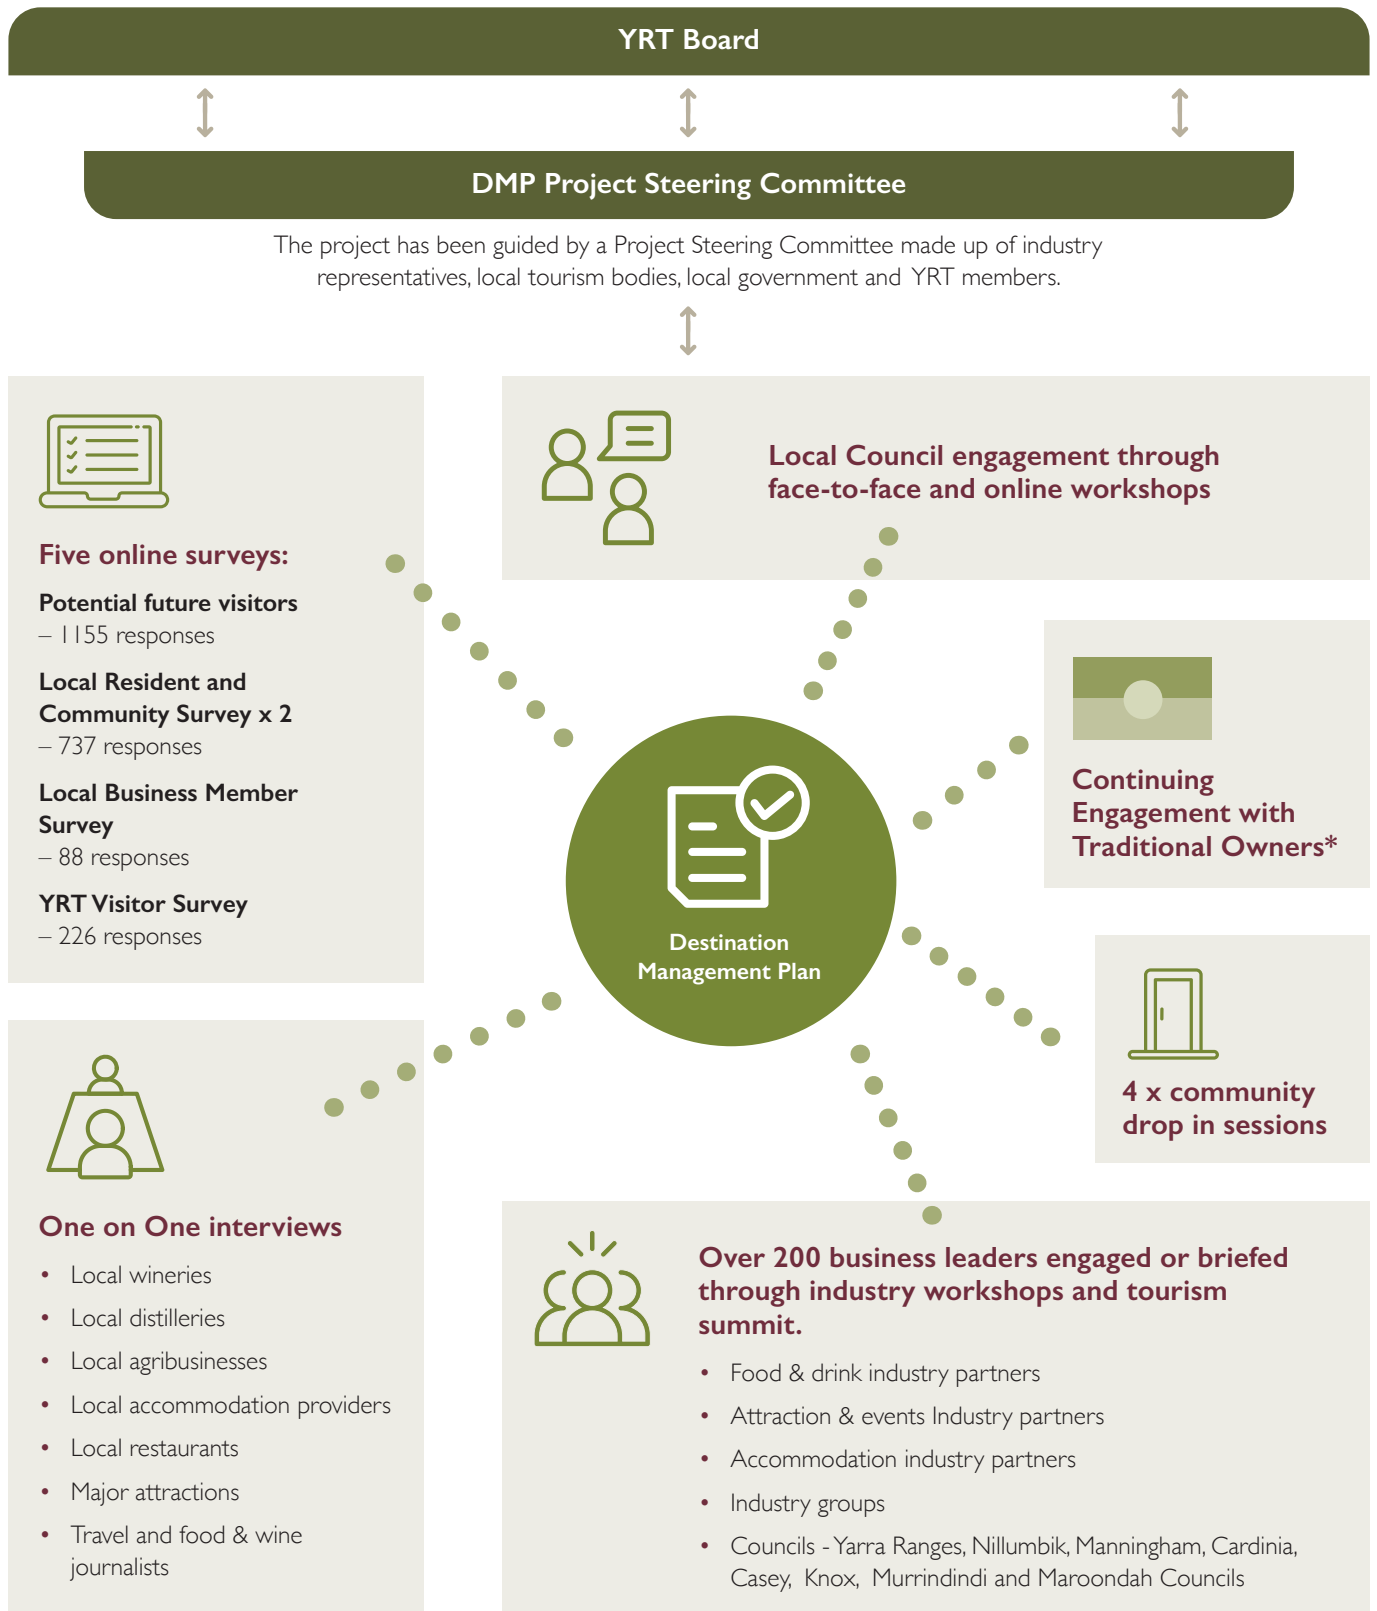 YRT Board
DMP Project Steering Committee
The project has been guided by a Project Steering Committee made up of industry
representatives, local tourism bodies, local government and YRT members.
Five online surveys:
Potential future visitors
– 1155 responses
Local Resident and
Community Survey x 2
– 737 responses
Local Business Member
Survey
– 88 responses
YRT Visitor Survey
– 226 responses
Local Council engagement through
face-to-face and online workshops
Continuing
Engagement with
Traditional Owners*
Destination
Management Plan
4 x community
drop in sessions
One on One interviews
• Local wineries
• Local distilleries
• Local agribusinesses
• Local accommodation providers
• Local restaurants
• Major attractions
• Travel and food & wine
journalists
Over 200 business leaders engaged or briefed
through industry workshops and tourism
summit.
• Food & drink industry partners
• Attraction & events Industry partners
• Accommodation industry partners
• Industry groups
• Councils - Yarra Ranges, Nillumbik, Manningham, Cardinia,
Casey, Knox, Murrindindi and Maroondah Councils